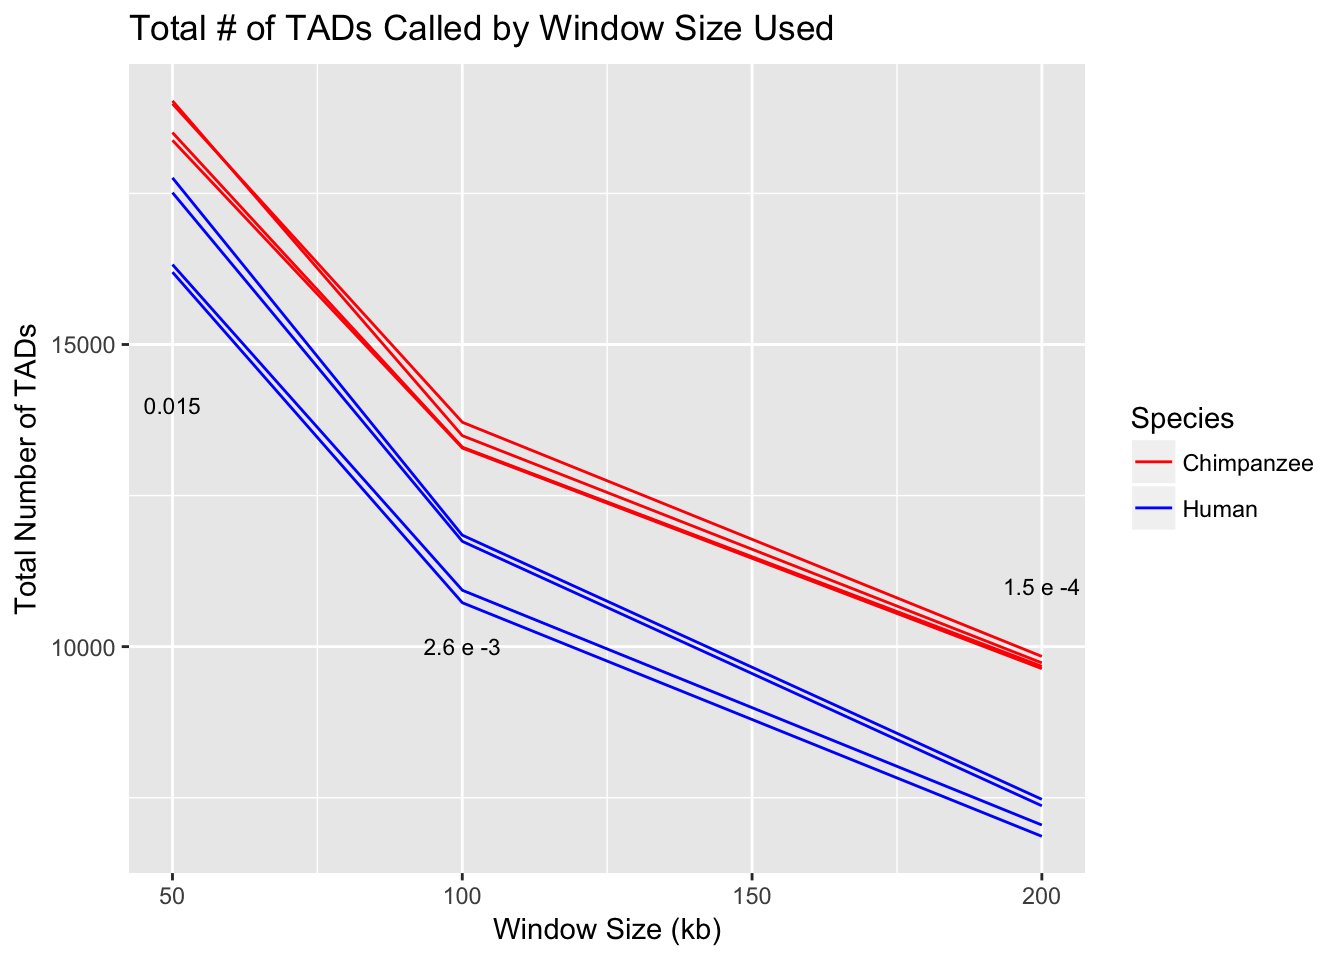 Total # of TADs Called by Window Size Used
Total Number of TADs
15000
10000
0.015
2.6 e -3
1.5 e -4
50
100
150
200
Window Size (kb)
Species
Chimpanzee
Human